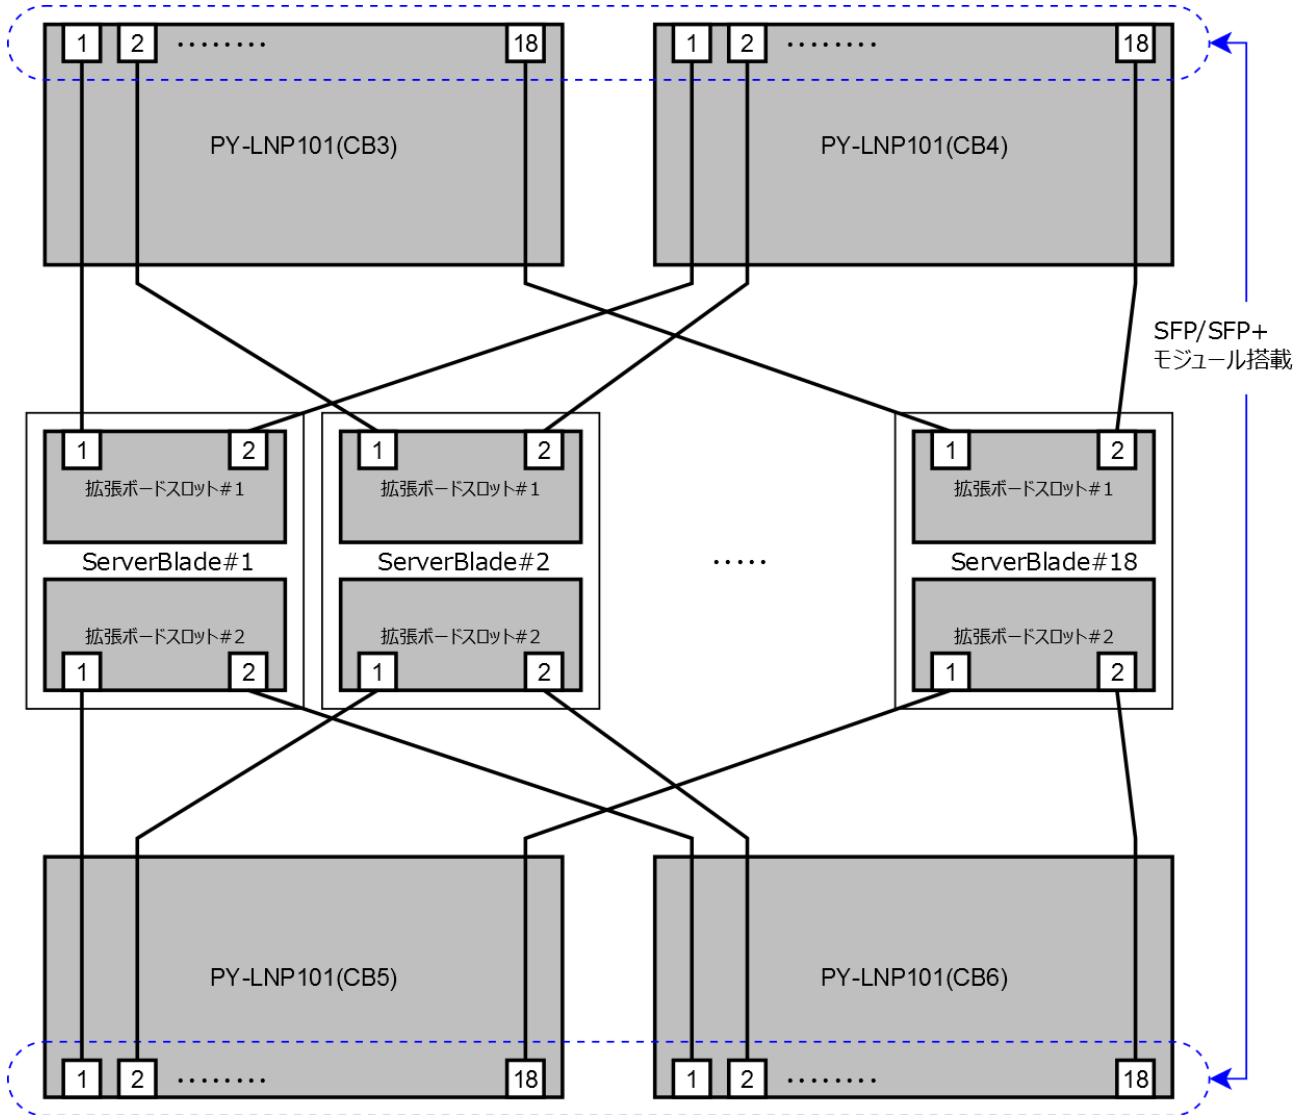 1 2 ‥‥‥‥ 18 1 2 ‥‥‥‥ 18
PY-LNP101(CB3) PY-LNP101(CB4)
SFP/SFP+
モジュール搭載
1 2 1 2 1 2
拡張ボードスロット#1 拡張ボードスロット#1 拡張ボードスロット#1
ServerBlade#1 ServerBlade#2 ‥‥‥ ServerBlade#18
拡張ボードスロット#2 拡張ボードスロット#2 拡張ボードスロット#2
1 2 1 2 1 2
PY-LNP101(CB5) PY-LNP101(CB6)
1 2 ‥‥‥‥ 18 1 2 ‥‥‥‥ 18